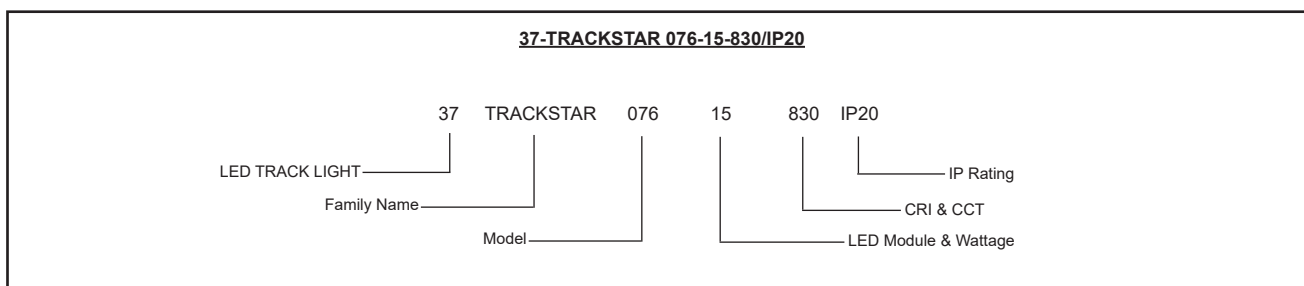 37-TRACKSTAR 076-15-830/IP20
37 TRACKSTAR 076 15 830 IP20
LED TRACK LIGHT
IP Rating
Family Name
CRI & CCT
Model
LED Module & Wattage